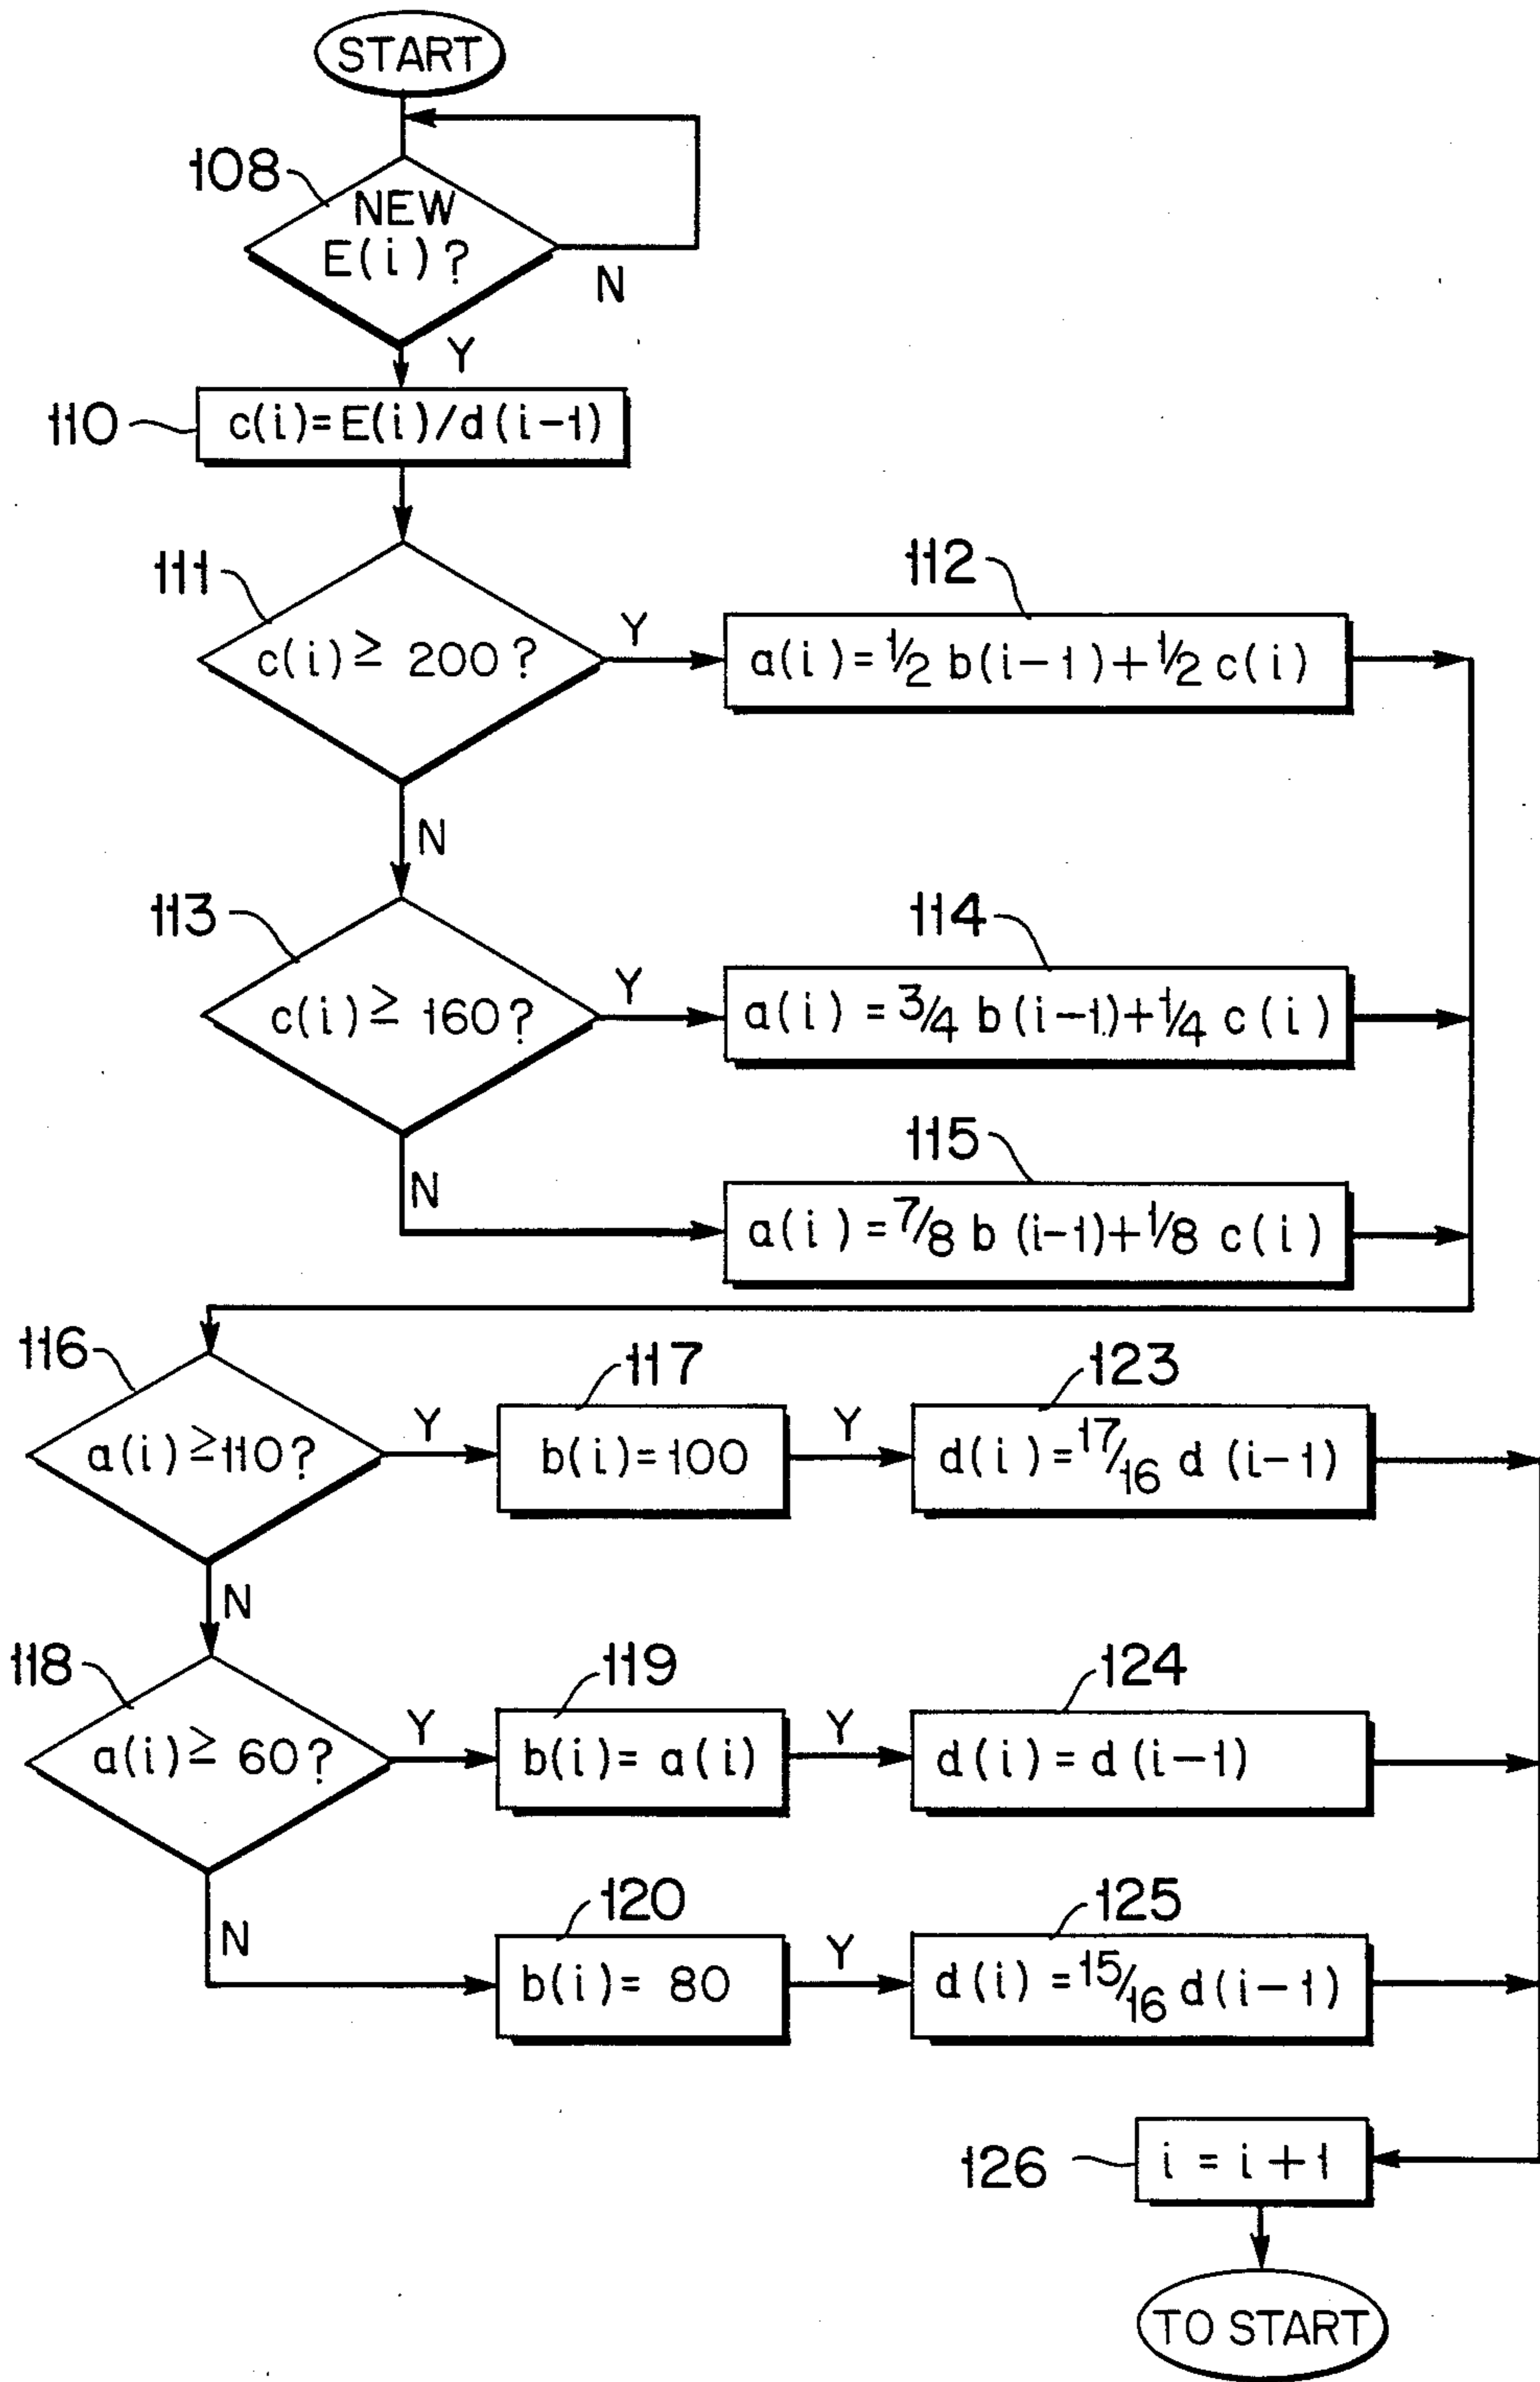 START
108
NEW
E(i)?
N
Y
110
c(i)=E(i)/d(i-1)
111
c(i)≥ 200?
Y
112
a(i)=1/2 b(i-1)+1/2 c(i)
N
113
c(i)≥ 160?
Y
114
a(i)=3/4 b(i-1)+1/4 c(i)
N
115
a(i)=7/8 b(i-1)+1/8 c(i)
116
a(i)≥110?
Y
117
b(i)=100
Y
123
d(i)=17/16 d(i-1)
N
118
a(i)≥ 60?
Y
119
b(i)= a(i)
Y
124
d(i)= d(i-1)
N
120
b(i)= 80
Y
125
d(i)=15/16 d(i-1)
126
i = i+1
TO START